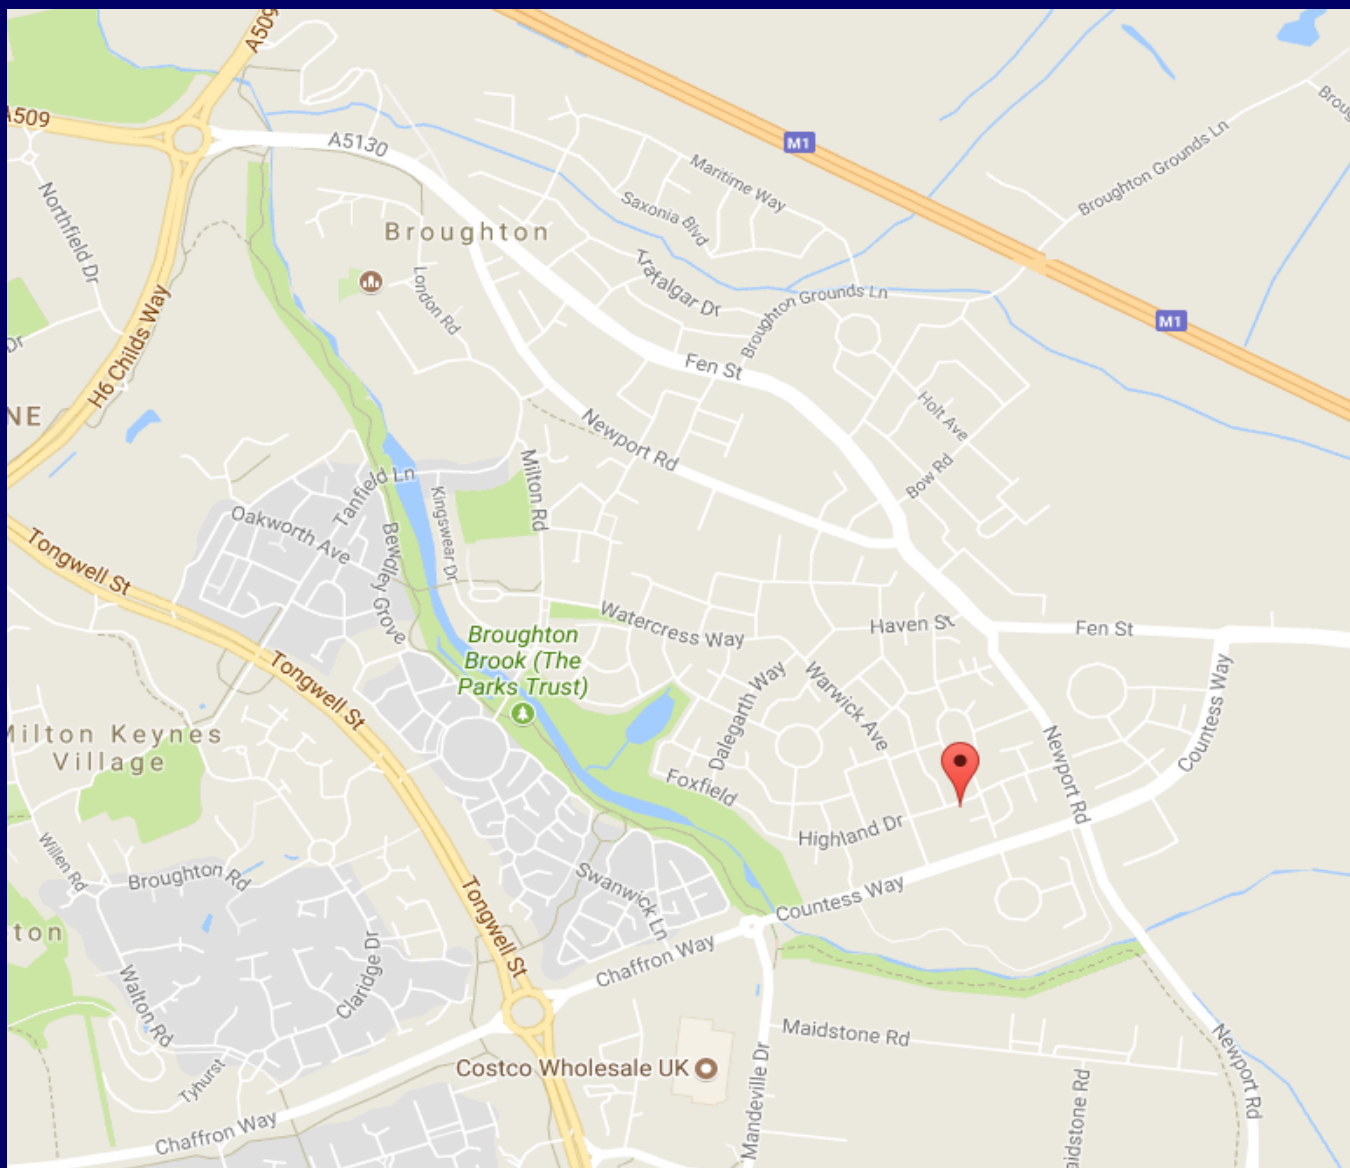 A509
A509
A5130
M1
Broughton Grounds Ln
Maritime Way
Saxonia Blvd
Northfield Dr
Broughton
Trafalgar Dr
London Rd
Broughton Grounds Ln
M1
H6 Childs Way
Fen St
Dr
NE
Holt Ave
Newport Rd
Bow Rd
Milton Rd
Tanfield Ln
Kingswear Dr
Oakworth Ave
Bewdley Grove
Tongwell St
Watercress Way
Haven St
Fen St
Broughton
Brook (The
Parks Trust)
Tongwell St
Dalegarth Way
Warwick Ave
Countess Way
Milton Keynes
Village
Newport Rd
Foxfield
Highland Dr
Willen Rd
Broughton Rd
Swanwick Ln
Countess Way
Tongwell St
ton
Claridge Dr
Chaffron Way
Walton Rd
Maidstone Rd
Newport Rd
Costco Wholesale UK
Tyhurst
Mandeville Dr
aidstone Rd
Chaffron Way